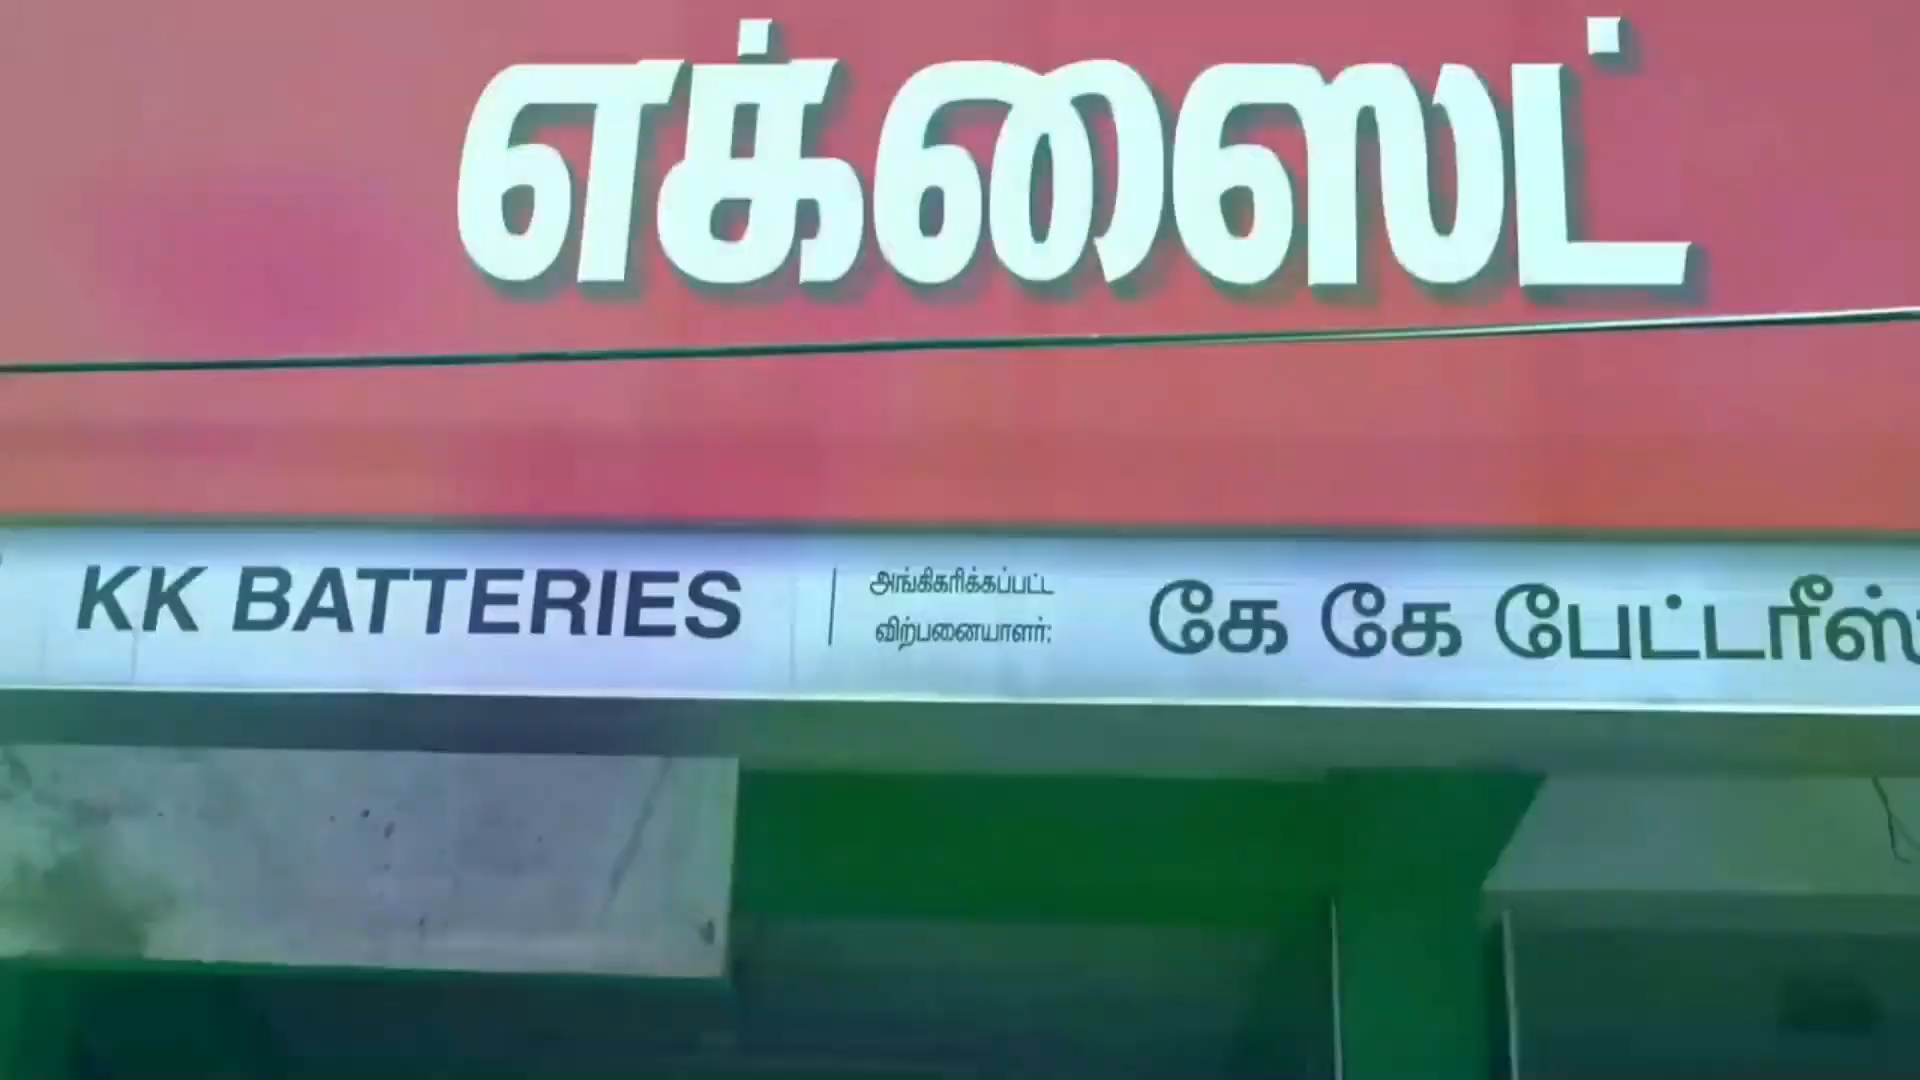 எக்ஸைட்
KK BATTERIES
அங்கிகரிக்கப்பட்ட
விற்பனையாளர்:
கே கே பேட்டரீஸ்